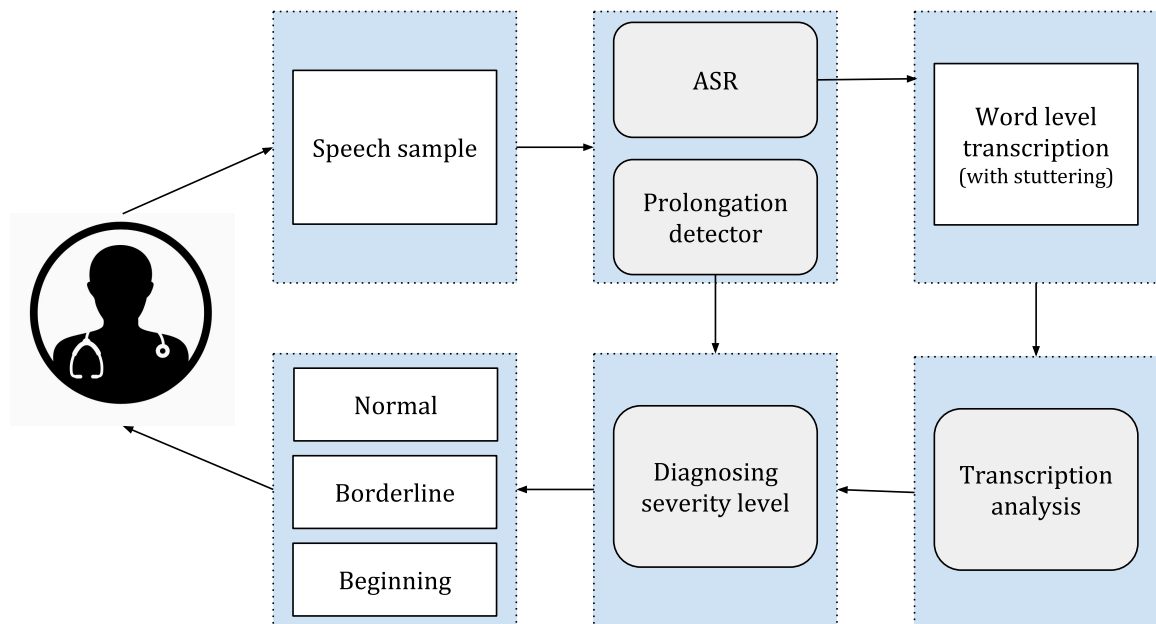 Speech sample
ASR
Prolongation
detector
Word level
transcription
(with stuttering)
Normal
Borderline
Beginning
Diagnosing
severity level
Transcription
analysis